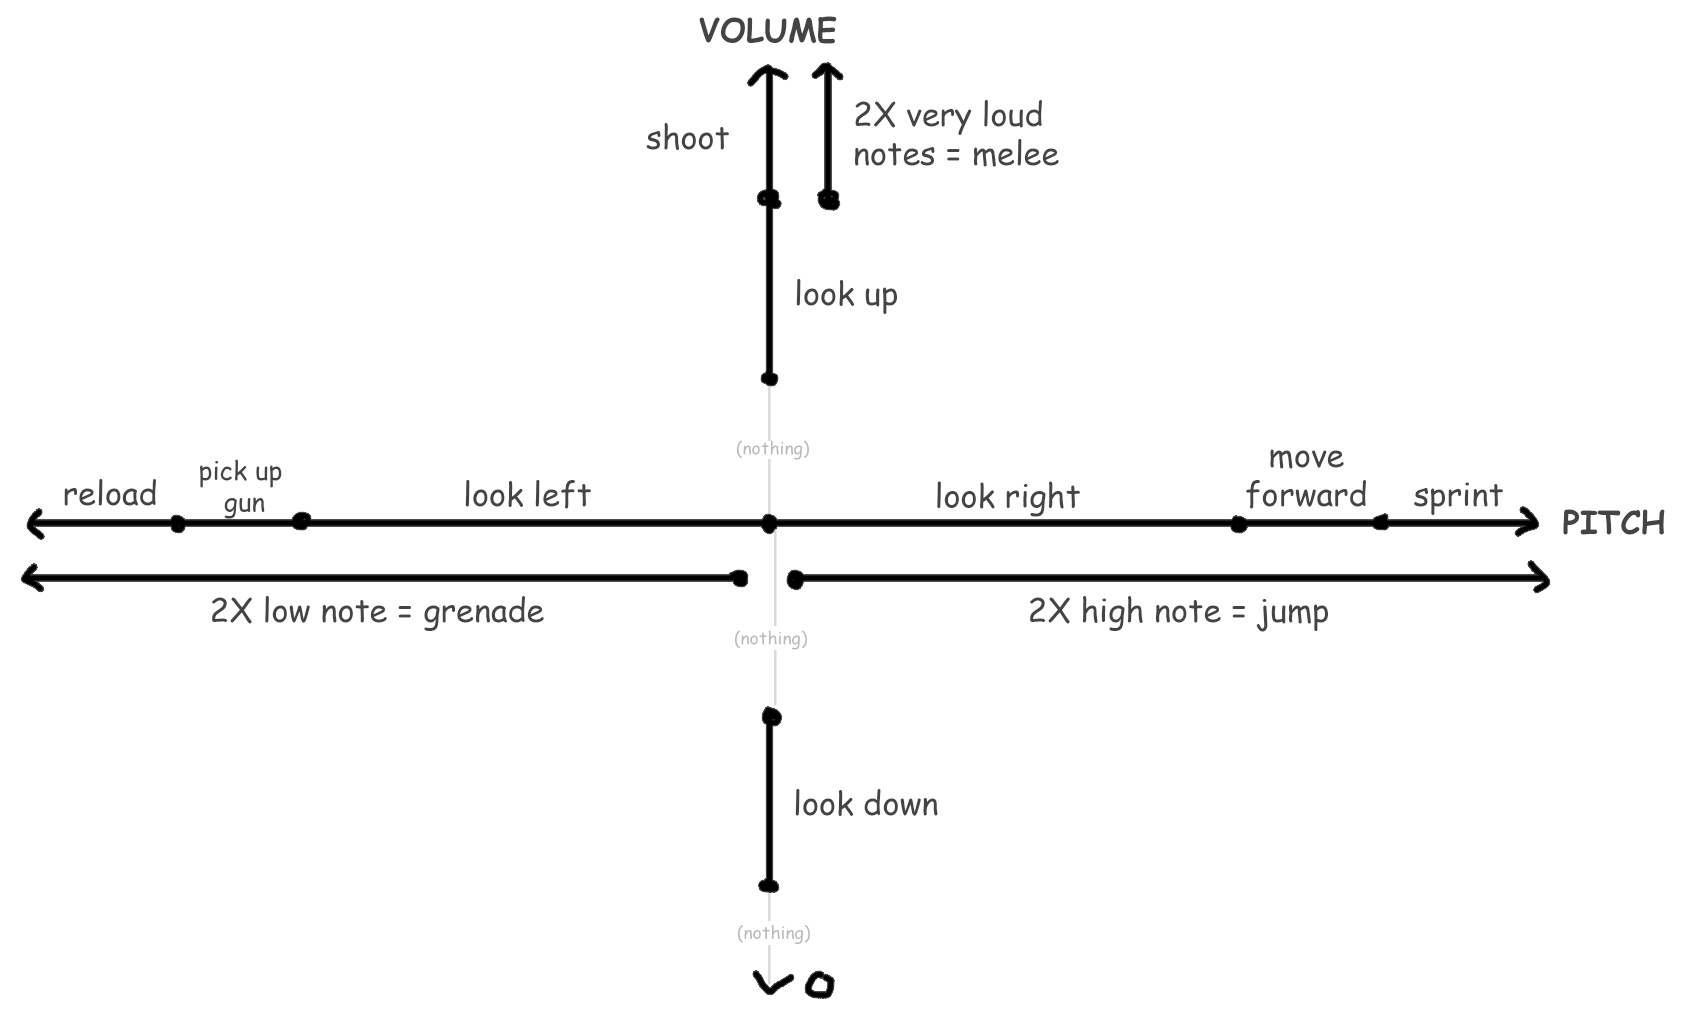 VOLUME
shoot
2X very loud
notes = melee
look up
(nothing)
reload
pick up
gun
look left
look right
move
forward
sprint
PITCH
2X low note = grenade
2X high note = jump
(nothing)
look down
(nothing)
0